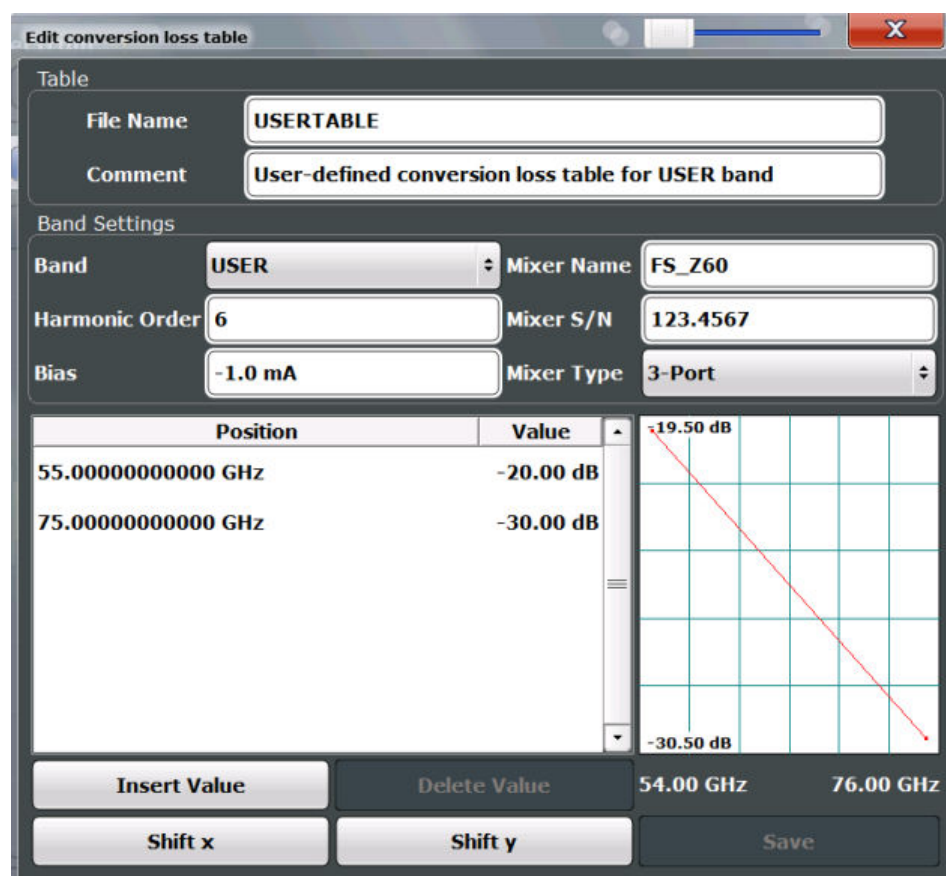 Edit conversion loss table
Table
File Name USERTABLE
Comment User-defined conversion loss table for USER band
Band Settings
Band USER Mixer Name FS_Z60
Harmonic Order 6 Mixer S/N 123.4567
Bias -1.0 mA Mixer Type 3-Port
Position Value
-19.50 dB
55.00000000000 GHz -20.00 dB
75.00000000000 GHz -30.00 dB
-30.50 dB
Insert Value Delete Value 54.00 GHz 76.00 GHz
Shift x Shift y Save